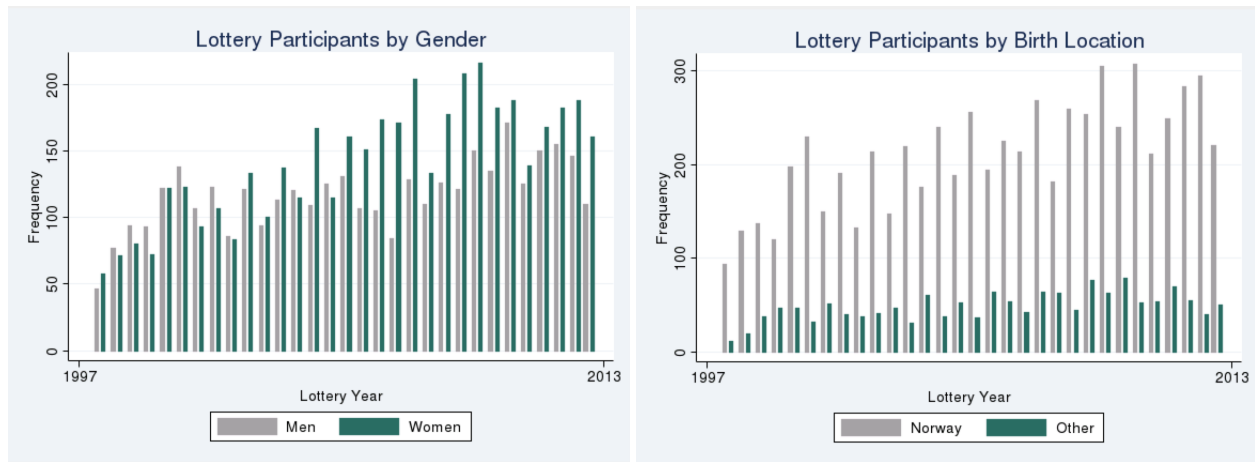 Lottery Participants by Gender
Frequency
200
150
100
50
0
1997
2013
Lottery Year
Men
Women
Lottery Participants by Birth Location
Frequency
300
200
100
0
1997
2013
Lottery Year
Norway
Other